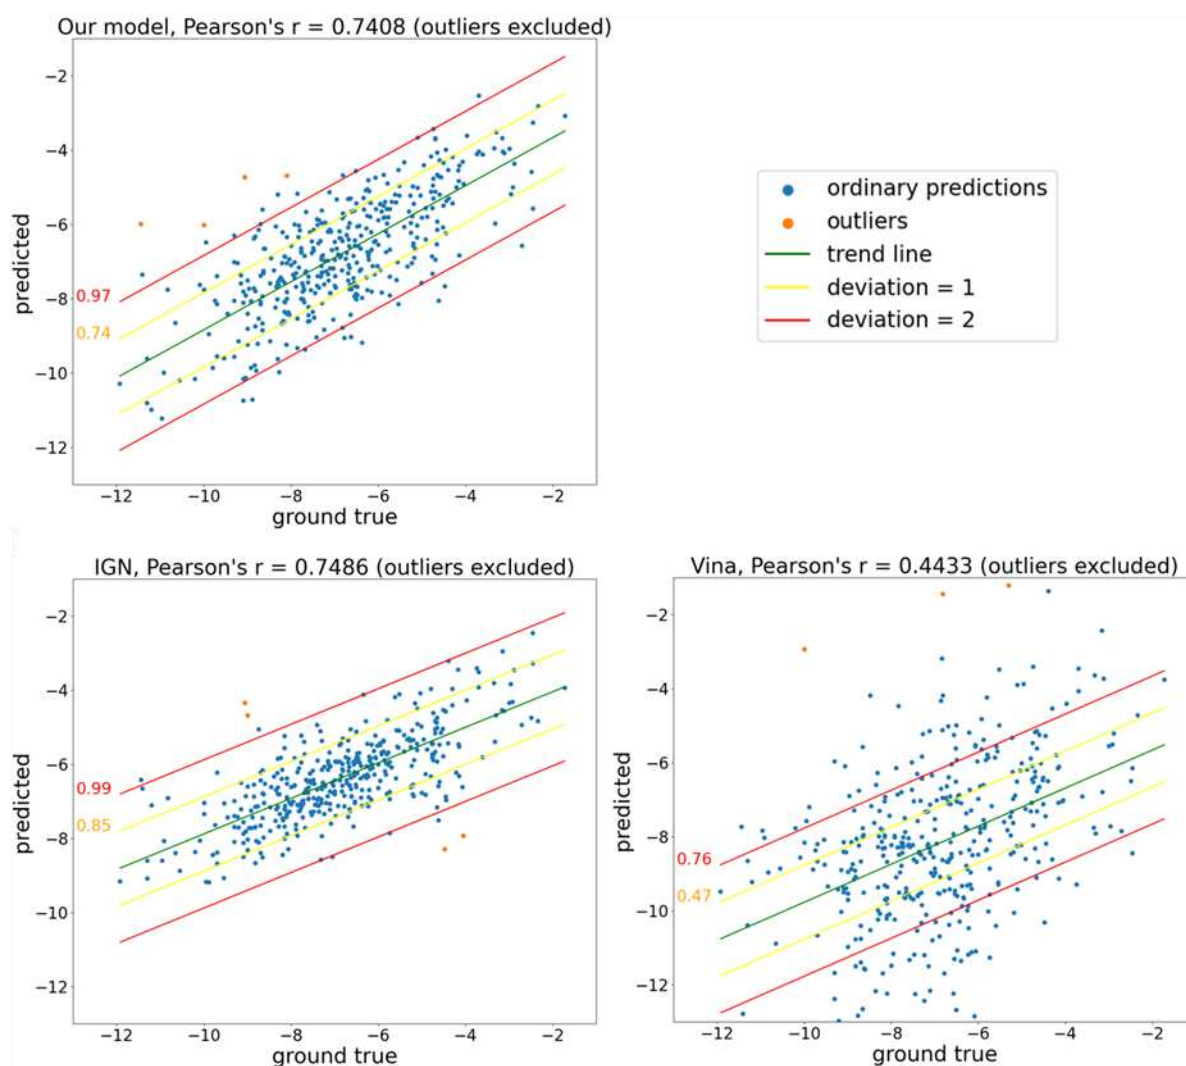 Our model, Pearson's r = 0.7408 (outliers excluded)
−2
−4
−6
−8
−10
−12
predicted
0.97
0.74
−12 −10 −8 −6 −4 −2
ground true
ordinary predictions
outliers
trend line
deviation = 1
deviation = 2
IGN, Pearson's r = 0.7486 (outliers excluded)
−2
−4
−6
−8
−10
−12
predicted
0.99
0.85
−12 −10 −8 −6 −4 −2
ground true
Vina, Pearson's r = 0.4433 (outliers excluded)
−2
−4
−6
−8
−10
−12
predicted
0.76
0.47
−12 −10 −8 −6 −4 −2
ground true